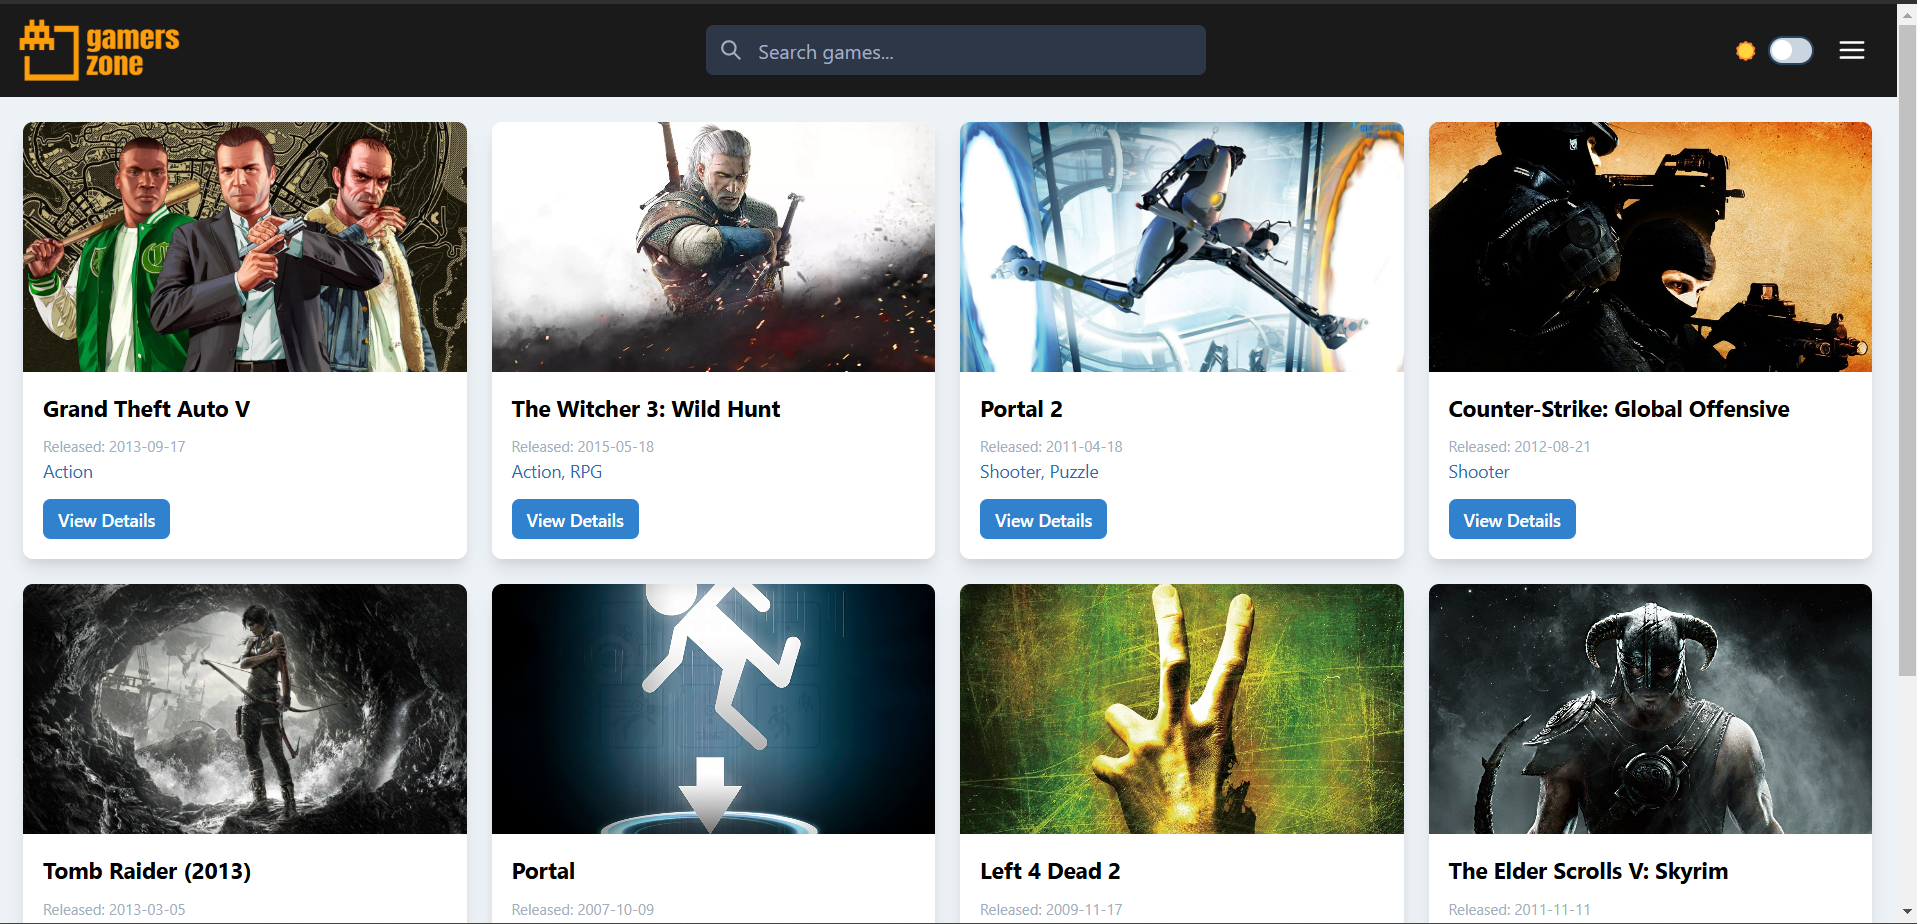 gamers
zone
Search games...
Grand Theft Auto V
Released: 2013-09-17
Action
View Details
The Witcher 3: Wild Hunt
Released: 2015-05-18
Action, RPG
View Details
Portal 2
Released: 2011-04-18
Shooter, Puzzle
View Details
Counter-Strike: Global Offensive
Released: 2012-08-21
Shooter
View Details
Tomb Raider (2013)
Released: 2013-03-05
Portal
Released: 2007-10-09
Left 4 Dead 2
Released: 2009-11-17
The Elder Scrolls V: Skyrim
Released: 2011-11-11